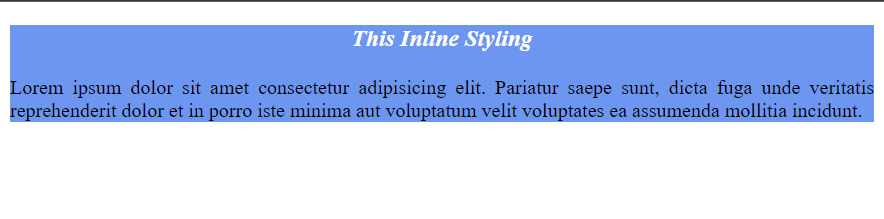 This Inline Styling
Lorem ipsum dolor sit amet consectetur adipisicing elit. Pariatur saepe sunt, dicta fuga unde veritatis
reprehenderit dolor et in porro iste minima aut voluptatum velit voluptates ea assumenda mollitia incidunt.